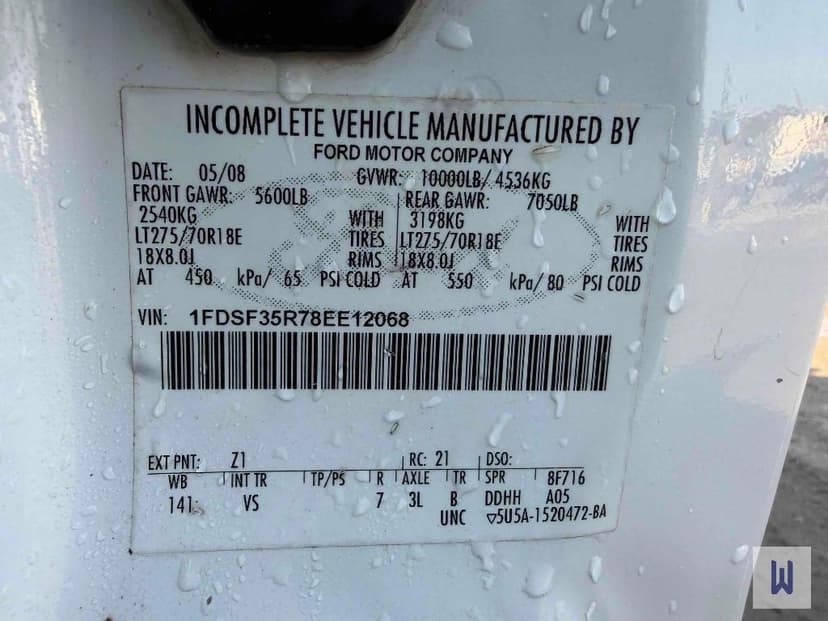 INCOMPLETE VEHICLE MANUFACTURED BY
FORD MOTOR COMPANY
DATE: 05/08 GVWR: 10000LB/ 4536KG
FRONT GAWR: 5600LB REAR GAWR: 7050LB
2540KG WITH 3198KG WITH
LT275/70R18E TIRES LT275/70R18E TIRES
18X8.0J RIMS 18X8.0J RIMS
AT 450 kPa/ 65 PSI COLD AT 550 kPa/ 80 PSI COLD
VIN: 1FDSF35R78EE12068
EXT PNT: Z1 RC: 21 DSO:
WB INT TR TP/PS R AXLE TR SPR 8F716
141 VS 7 3L B DDHH A05
UNC ▽5U5A-1520472-BA
W